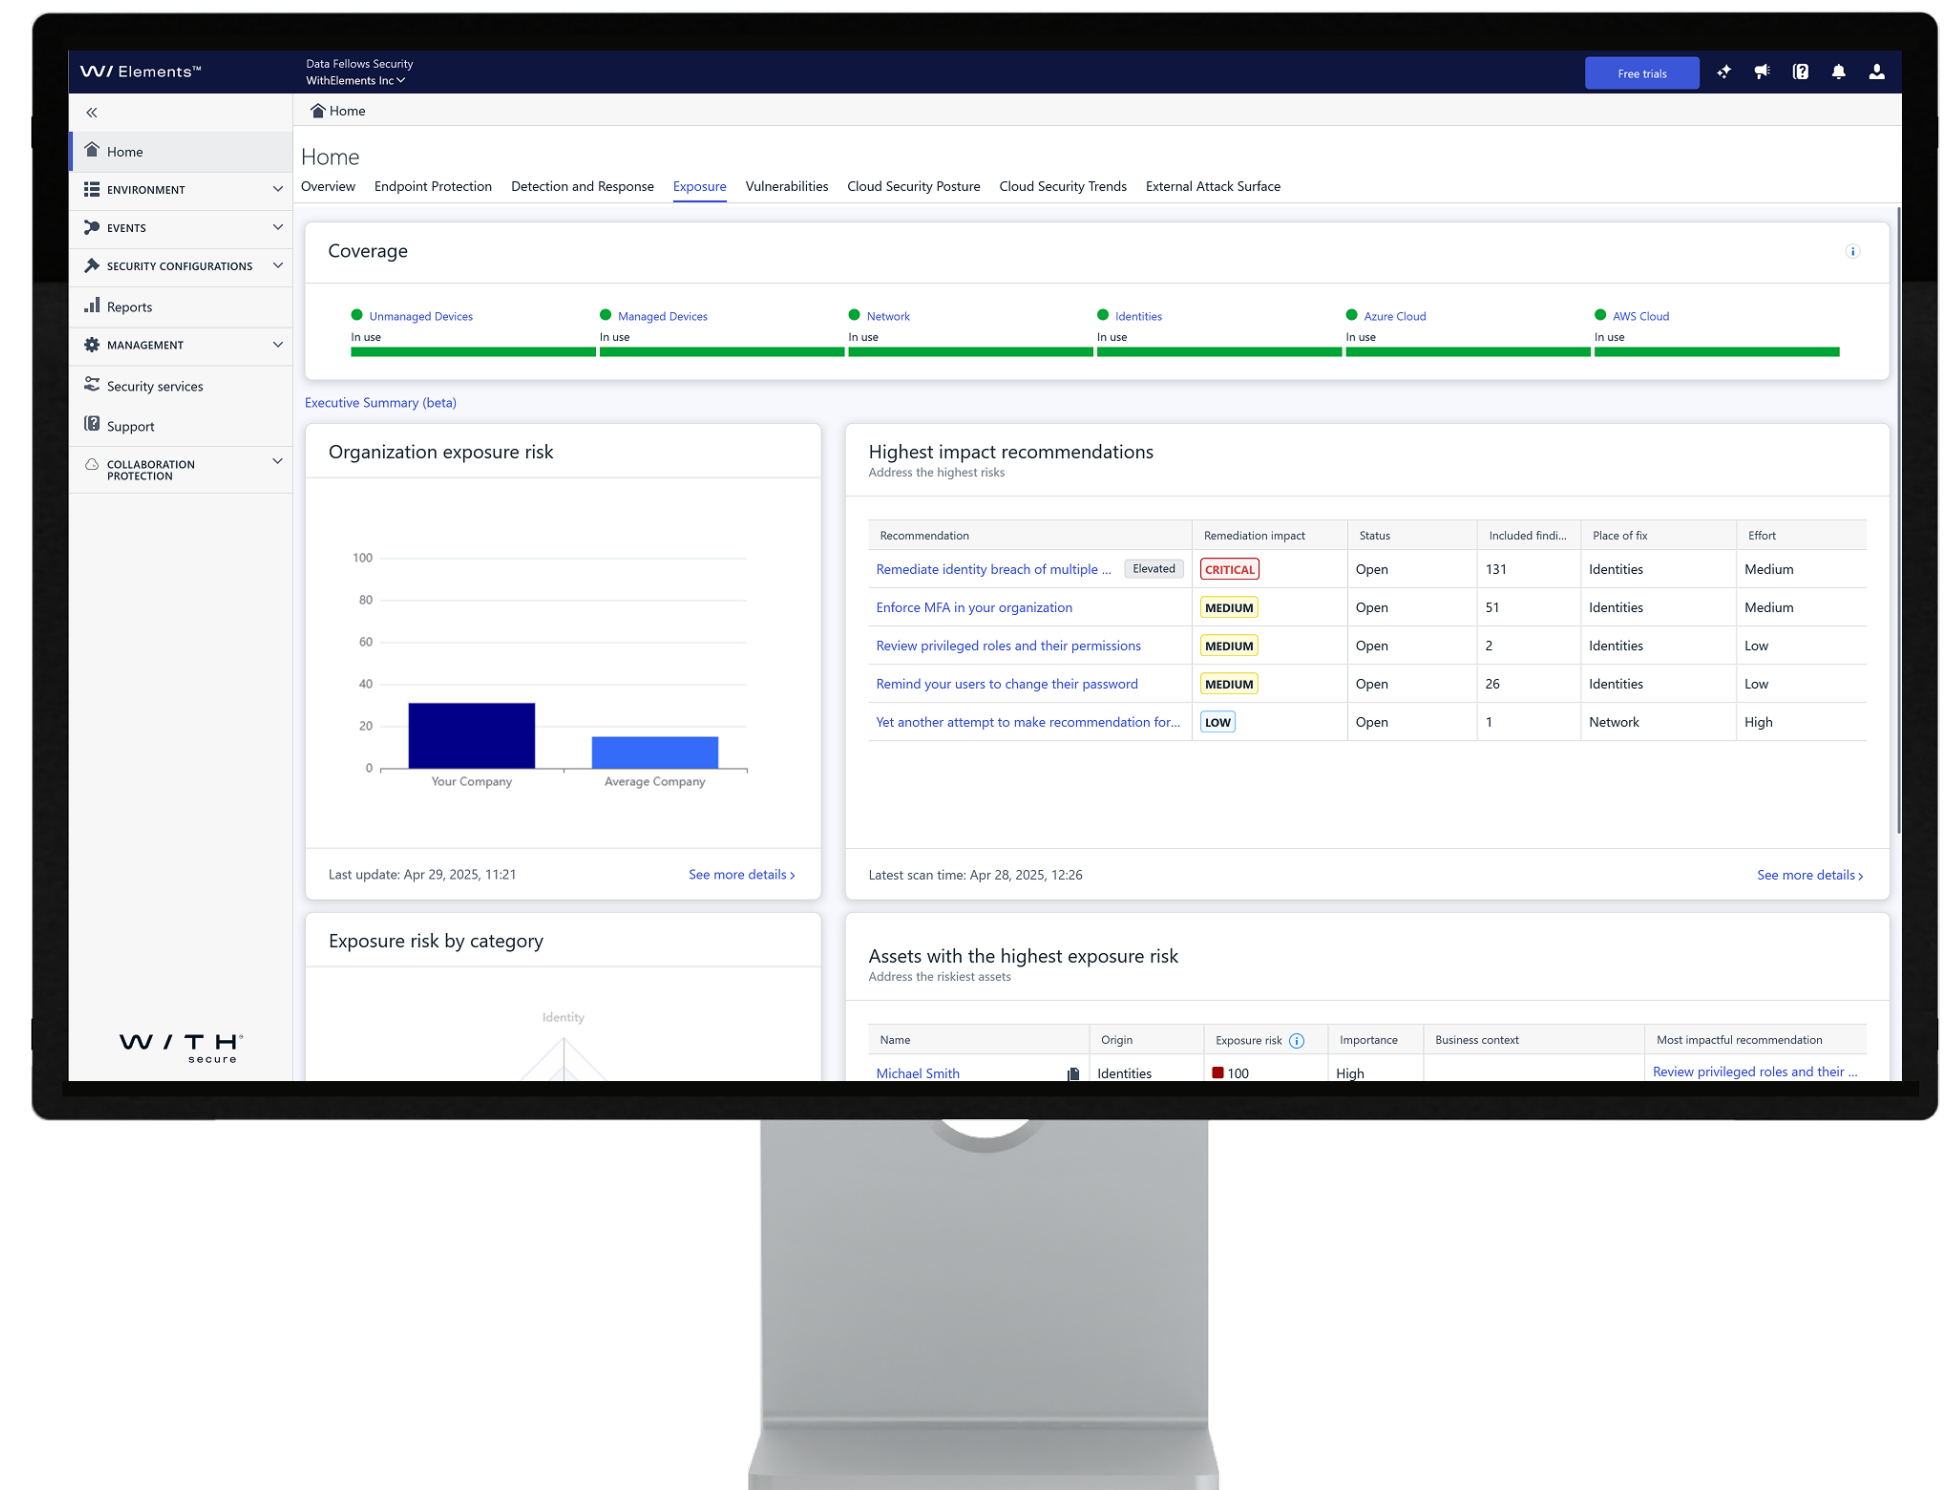 W/ Elements™
Data Fellows Security
WithElements Inc
Free trials
Home
Home
ENVIRONMENT
EVENTS
SECURITY CONFIGURATIONS
Reports
MANAGEMENT
Security services
Support
COLLABORATION
PROTECTION
W / T H
secure
Home
Overview Endpoint Protection Detection and Response Exposure Vulnerabilities Cloud Security Posture Cloud Security Trends External Attack Surface
Coverage
Unmanaged Devices Managed Devices Network Identities Azure Cloud AWS Cloud
In use In use In use In use In use In use
Executive Summary (beta)
Organization exposure risk
100
80
60
40
20
0
Your Company Average Company
Last update: Apr 29, 2025, 11:21 See more details ›
Highest impact recommendations
Address the highest risks
Recommendation Remediation impact Status Included findi... Place of fix Effort
Remediate identity breach of multiple ... Elevated CRITICAL Open 131 Identities Medium
Enforce MFA in your organization MEDIUM Open 51 Identities Medium
Review privileged roles and their permissions MEDIUM Open 2 Identities Low
Remind your users to change their password MEDIUM Open 26 Identities Low
Yet another attempt to make recommendation for... LOW Open 1 Network High
Latest scan time: Apr 28, 2025, 12:26 See more details ›
Exposure risk by category
Identity
Assets with the highest exposure risk
Address the riskiest assets
Name Origin Exposure risk Importance Business context Most impactful recommendation
Michael Smith Identities 100 High Review privileged roles and their ...